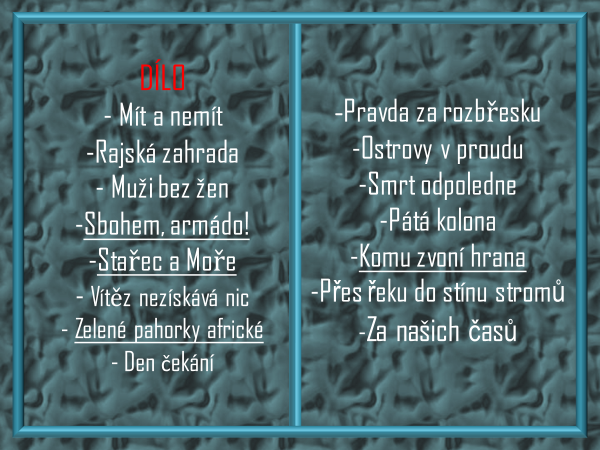 DÍLO
- Mít a nemít
-Rajská zahrada
- Muži bez žen
-Sbohem, armádo!
-Stařec a Moře
- Vítěz nezískává nic
- Zelené pahorky africké
- Den čekání
-Pravda za rozbřesku
-Ostrovy v proudu
-Smrt odpoledne
-Pátá kolona
-Komu zvoní hrana
-Přes řeku do stínu stromů
-Za našich časů